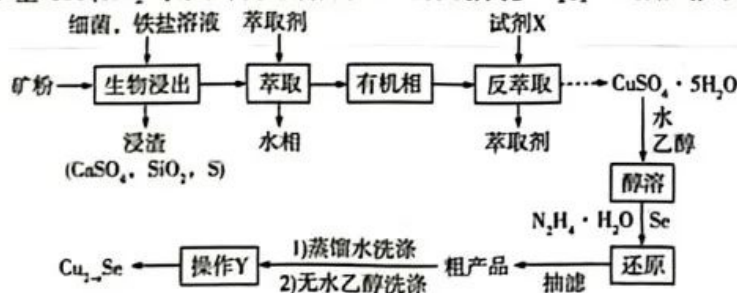 细菌，铁盐溶液 萃取剂 试剂X
矿粉 生物浸出 萃取 有机相 反萃取 CuSO₄·5H₂O
浸渣 水相 萃取剂 水
(CaSO₄，SiO₂，S) 乙醇
醇溶
N₂H₄·H₂O Se
Cu₂₋ₓSe 操作Y 1)蒸馏水洗涤 粗产品 抽滤 还原
2)无水乙醇洗涤